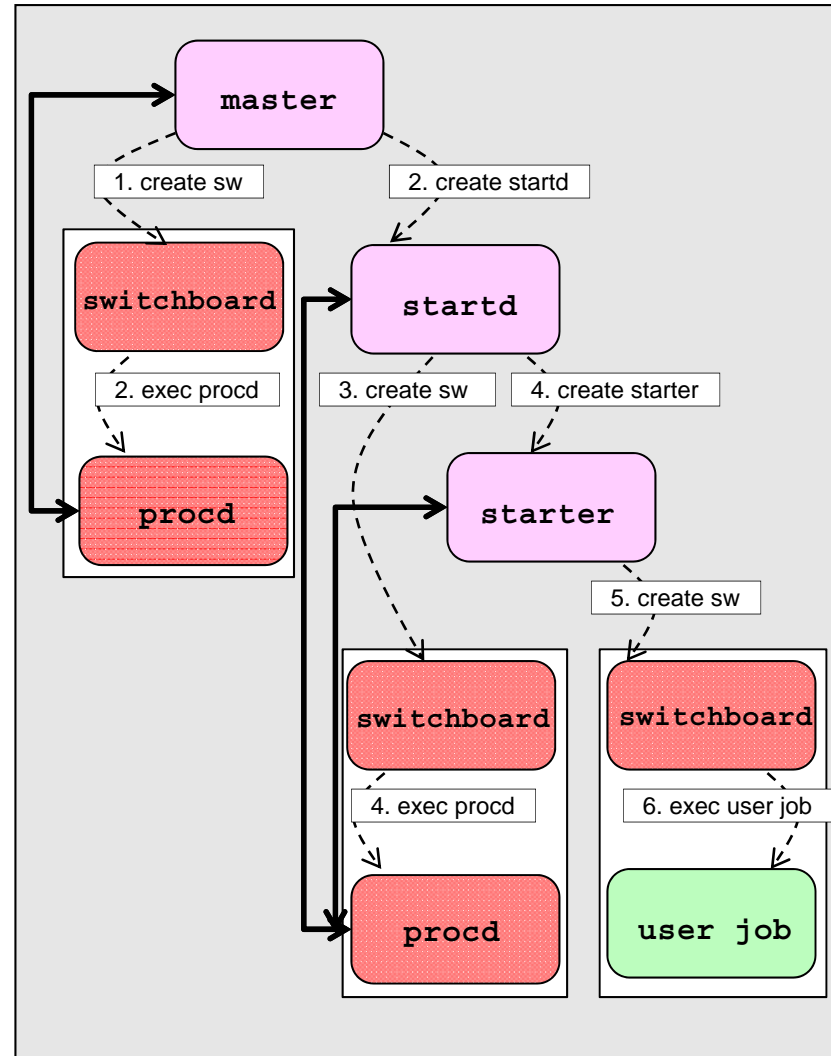 master
1. create sw
2. create startd
switchboard
startd
2. exec procd
3. create sw
4. create starter
procd
starter
5. create sw
switchboard
switchboard
4. exec procd
6. exec user job
procd
user job